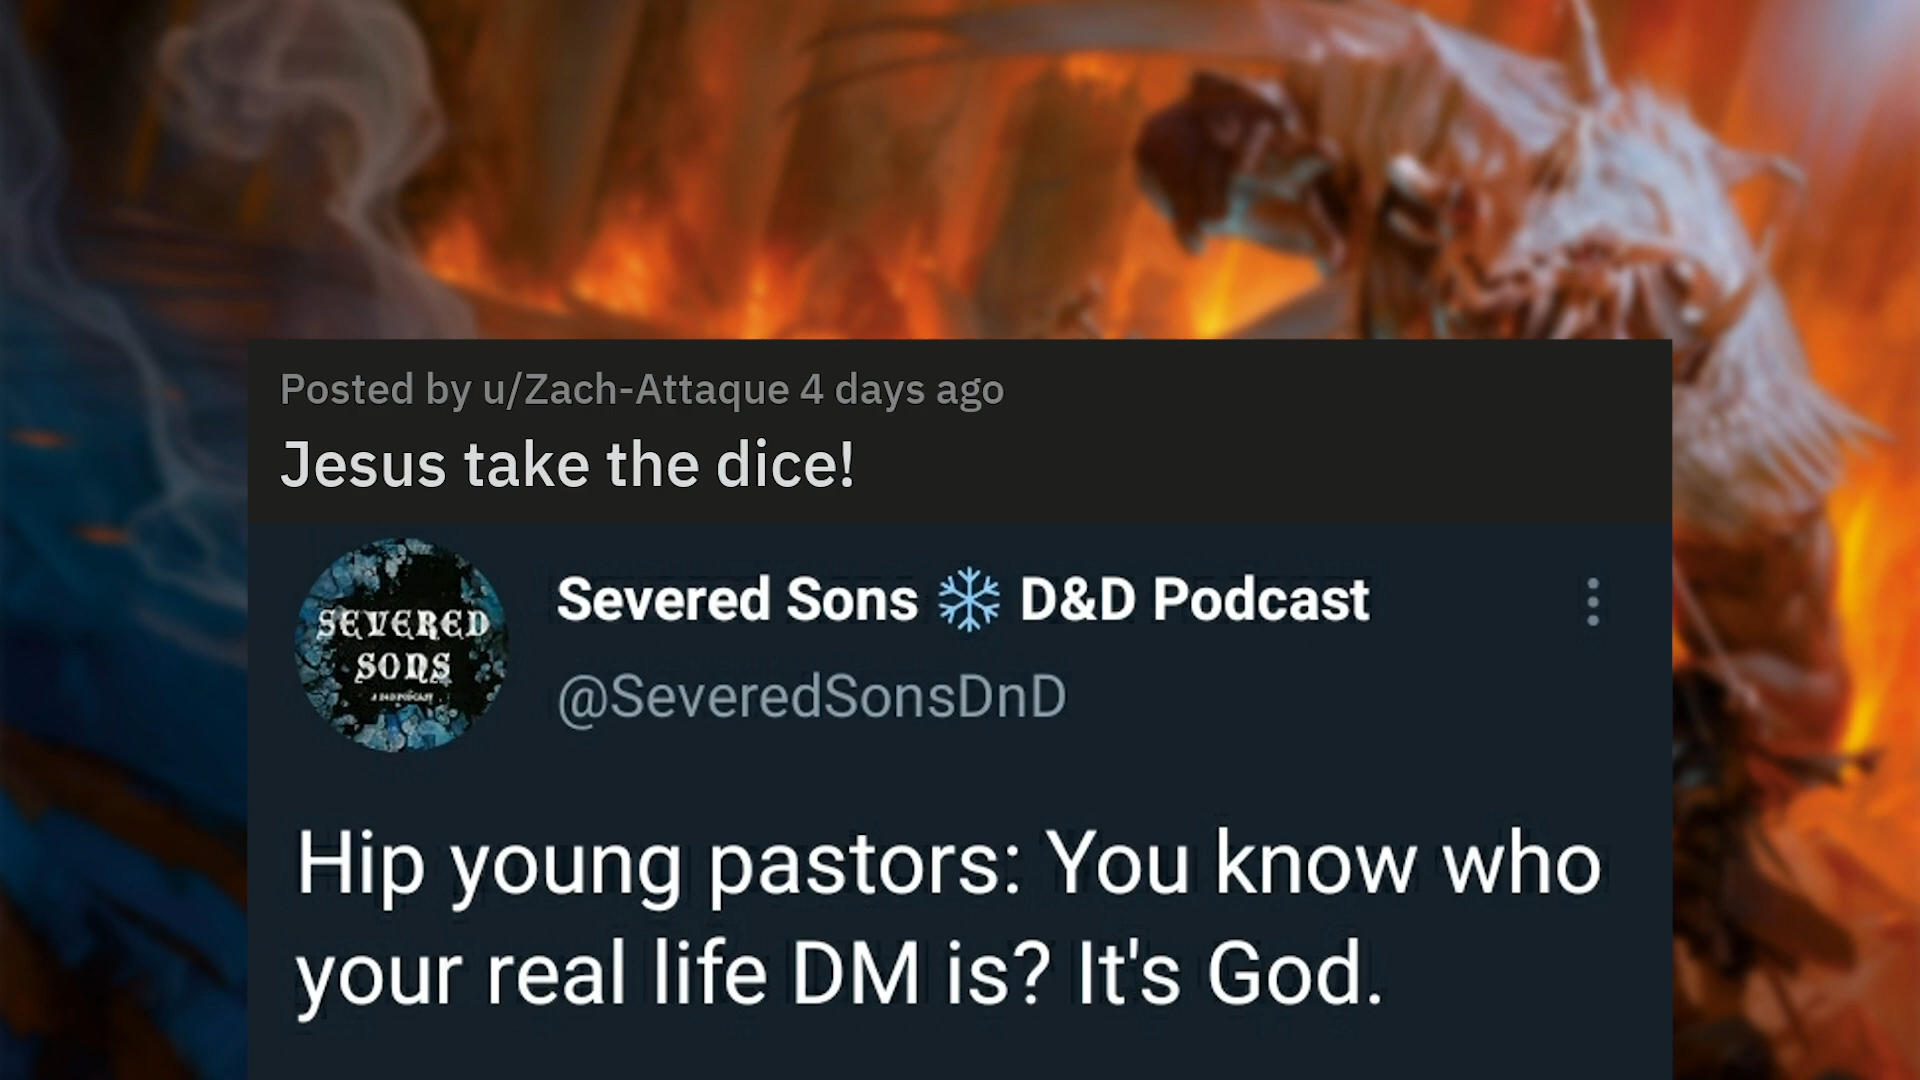 Posted by u/Zach-Attaque 4 days ago
Jesus take the dice!
SEVERED
SONS
A D&D PODCAST
Severed Sons ❄ D&D Podcast
@SeveredSonsDnD
Hip young pastors: You know who
your real life DM is? It's God.